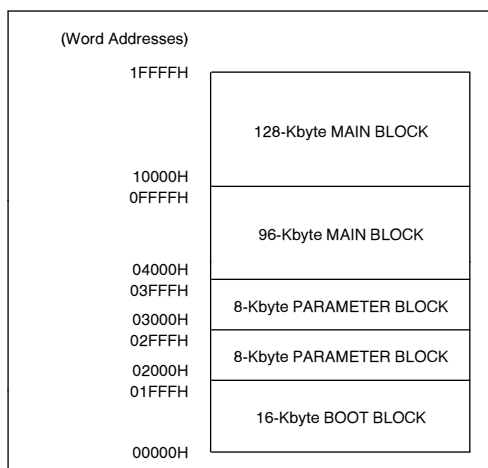 (Word Addresses)
1FFFFH
128-Kbyte MAIN BLOCK
10000H
0FFFFH
96-Kbyte MAIN BLOCK
04000H
03FFFH
8-Kbyte PARAMETER BLOCK
03000H
02FFFH
8-Kbyte PARAMETER BLOCK
02000H
01FFFH
16-Kbyte BOOT BLOCK
00000H